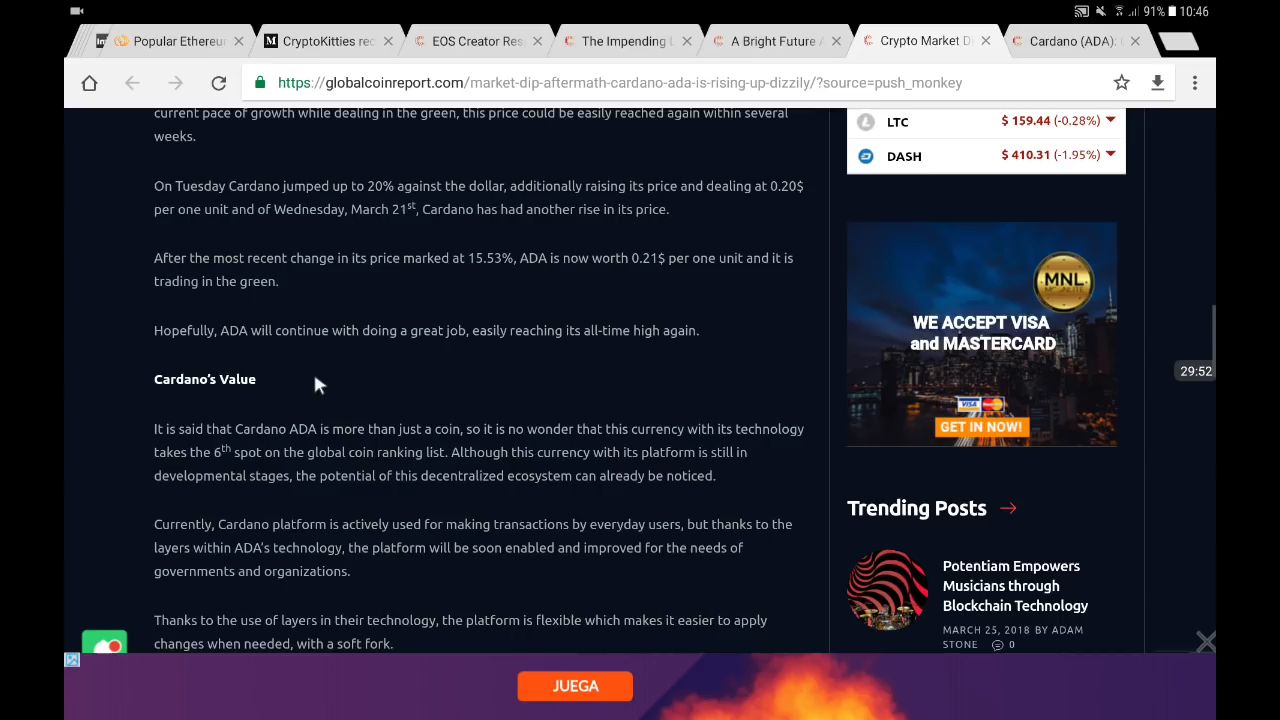 91% 10:46
Popular Ethereu
CryptoKitties rec
EOS Creator Res
The Impending
A Bright Future
Crypto Market D
Cardano (ADA):
https://globalcoinreport.com/market-dip-aftermath-cardano-ada-is-rising-up-dizzily/?source=push_monkey
current pace of growth while dealing in the green, this price could be easily reached again within several
weeks.
On Tuesday Cardano jumped up to 20% against the dollar, additionally raising its price and dealing at 0.20$
per one unit and of Wednesday, March 21st, Cardano has had another rise in its price.
After the most recent change in its price marked at 15.53%, ADA is now worth 0.21$ per one unit and it is
trading in the green.
Hopefully, ADA will continue with doing a great job, easily reaching its all-time high again.
Cardano's Value
It is said that Cardano ADA is more than just a coin, so it is no wonder that this currency with its technology
takes the 6th spot on the global coin ranking list. Although this currency with its platform is still in
developmental stages, the potential of this decentralized ecosystem can already be noticed.
Currently, Cardano platform is actively used for making transactions by everyday users, but thanks to the
layers within ADA's technology, the platform will be soon enabled and improved for the needs of
governments and organizations.
Thanks to the use of layers in their technology, the platform is flexible which makes it easier to apply
changes when needed, with a soft fork.
LTC $ 159.44 (-0.28%)
DASH $ 410.31 (-1.95%)
MNL
WE ACCEPT VISA
and MASTERCARD
VISA
GET IN NOW!
29:52
Trending Posts
Potentiam Empowers
Musicians through
Blockchain Technology
MARCH 25, 2018 BY ADAM
STONE 0
JUEGA